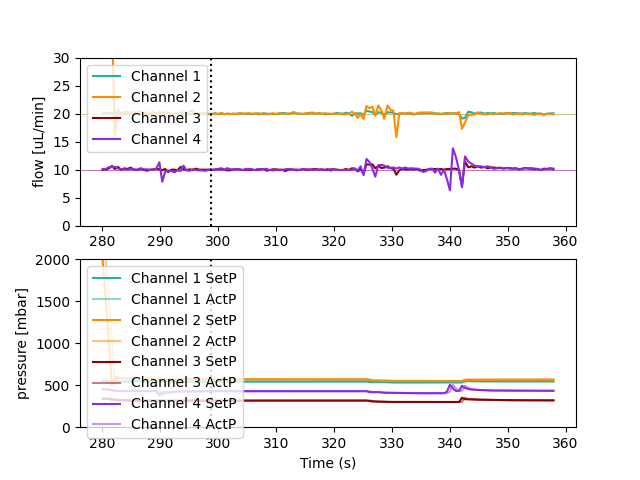 30
25
20
15
10
5
0
flow [uL/min]
Channel 1
Channel 2
Channel 3
Channel 4
280 290 300 310 320 330 340 350 360
2000
1500
1000
500
0
pressure [mbar]
Channel 1 SetP
Channel 1 ActP
Channel 2 SetP
Channel 2 ActP
Channel 3 SetP
Channel 3 ActP
Channel 4 SetP
Channel 4 ActP
280 290 300 310 320 330 340 350 360
Time (s)